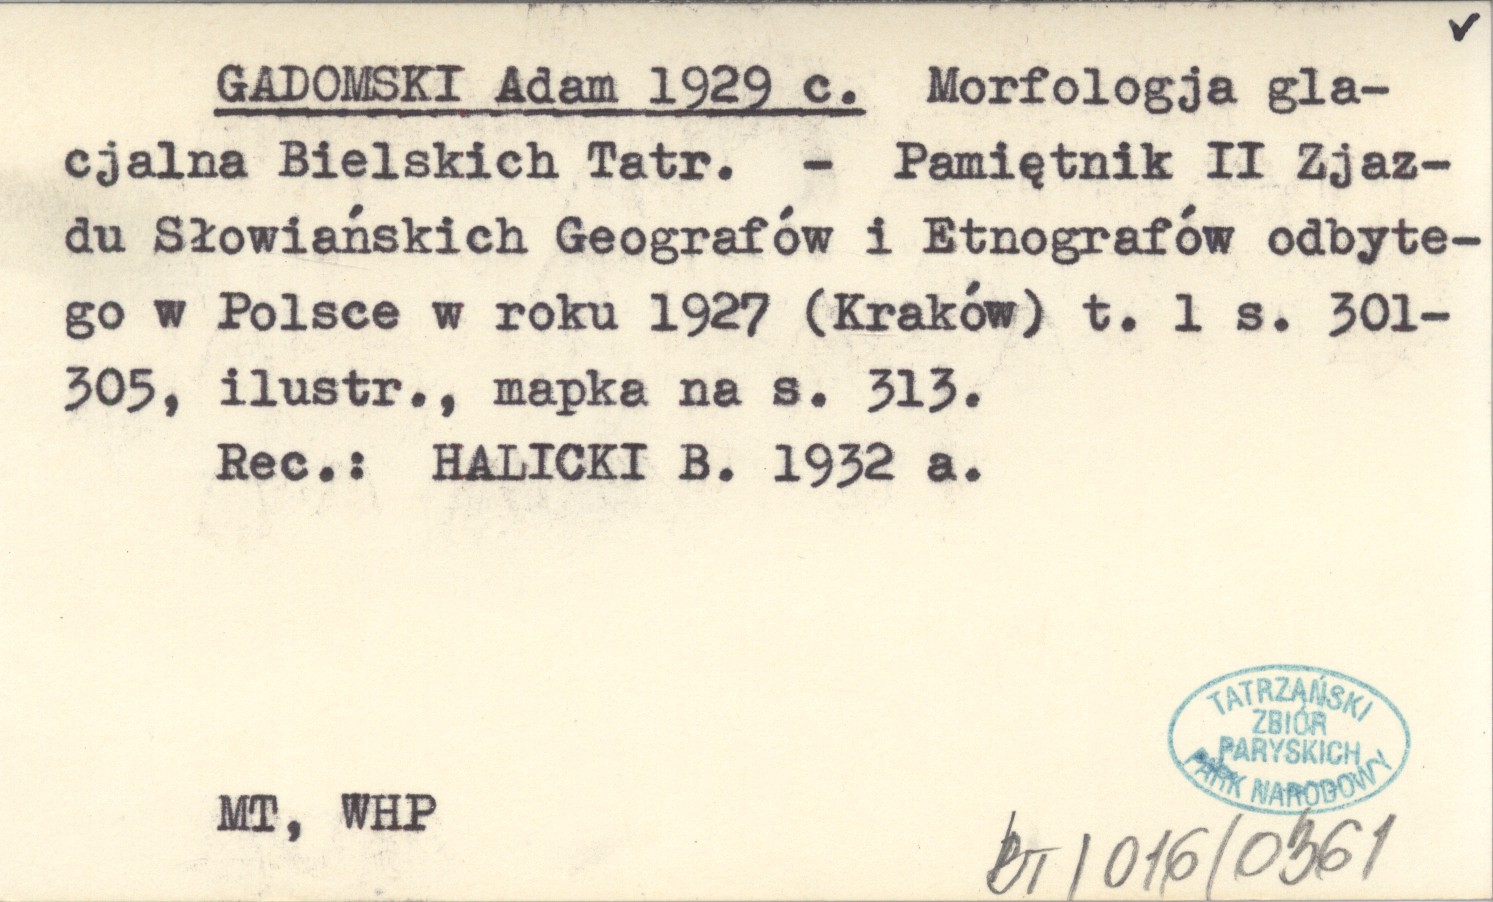 ✓
GADOMSKI Adam 1929 c. Morfologja gla-
cjalna Bielskich Tatr. - Pamiętnik II Zjaz-
du Słowiańskich Geografów i Etnografów odbyte-
go w Polsce w roku 1927 (Kraków) t. 1 s. 301-
305, ilustr., mapka na s. 313.
Rec.: HALICKI B. 1932 a.
TATRZAŃSKI
ZBIÓR
PARYSKICH
PARK NARODOWY
MT, WHP
/016/0361